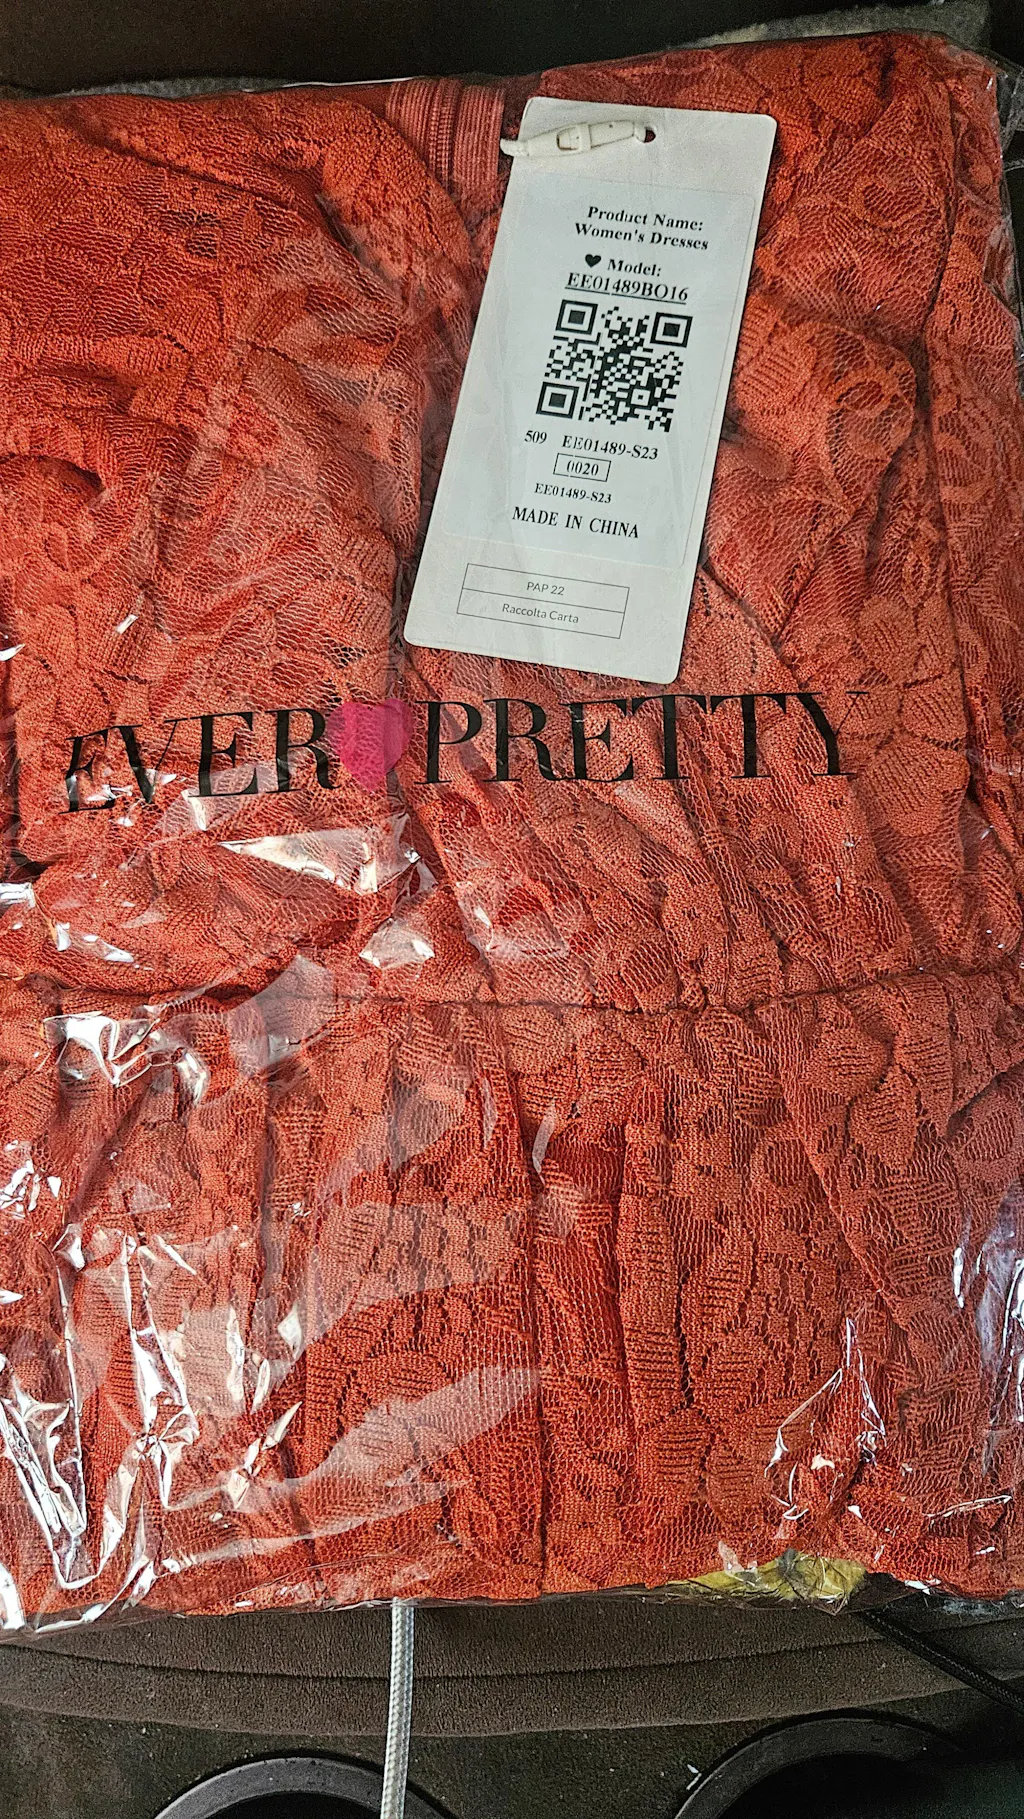 Product Name:
Women's Dresses
♥ Model:
EE01489BO16
509 EE01489-S23
0020
EE01489-S23
MADE IN CHINA
PAP 22
Raccolta Carta
EVER♥PRETTY